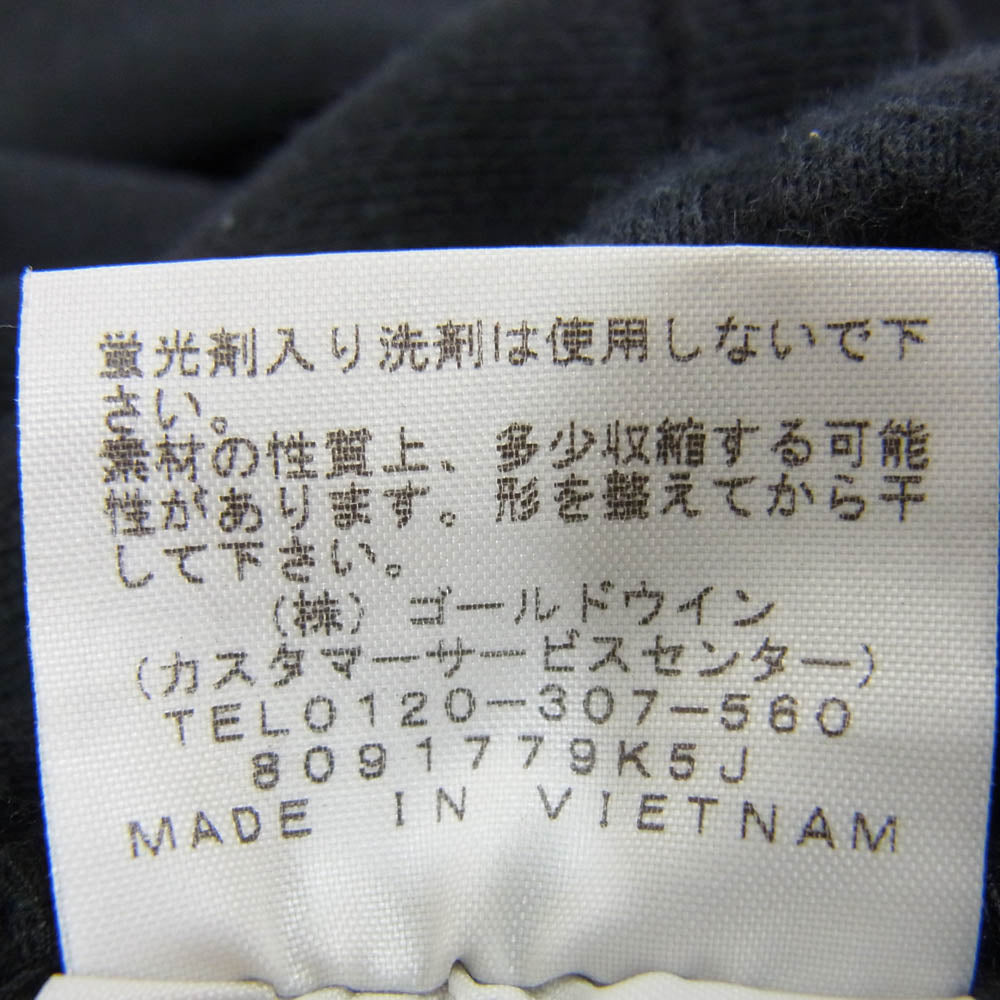 蛍光剤入り洗剤は使用しないで下
さい。
素材の性質上、多少収縮する可能
性があります。形を整えてから干
して下さい。
(株) ゴールドウイン
(カスタマーサービスセンター)
TEL0120-307-560
8091779K5J
MADE IN VIETNAM